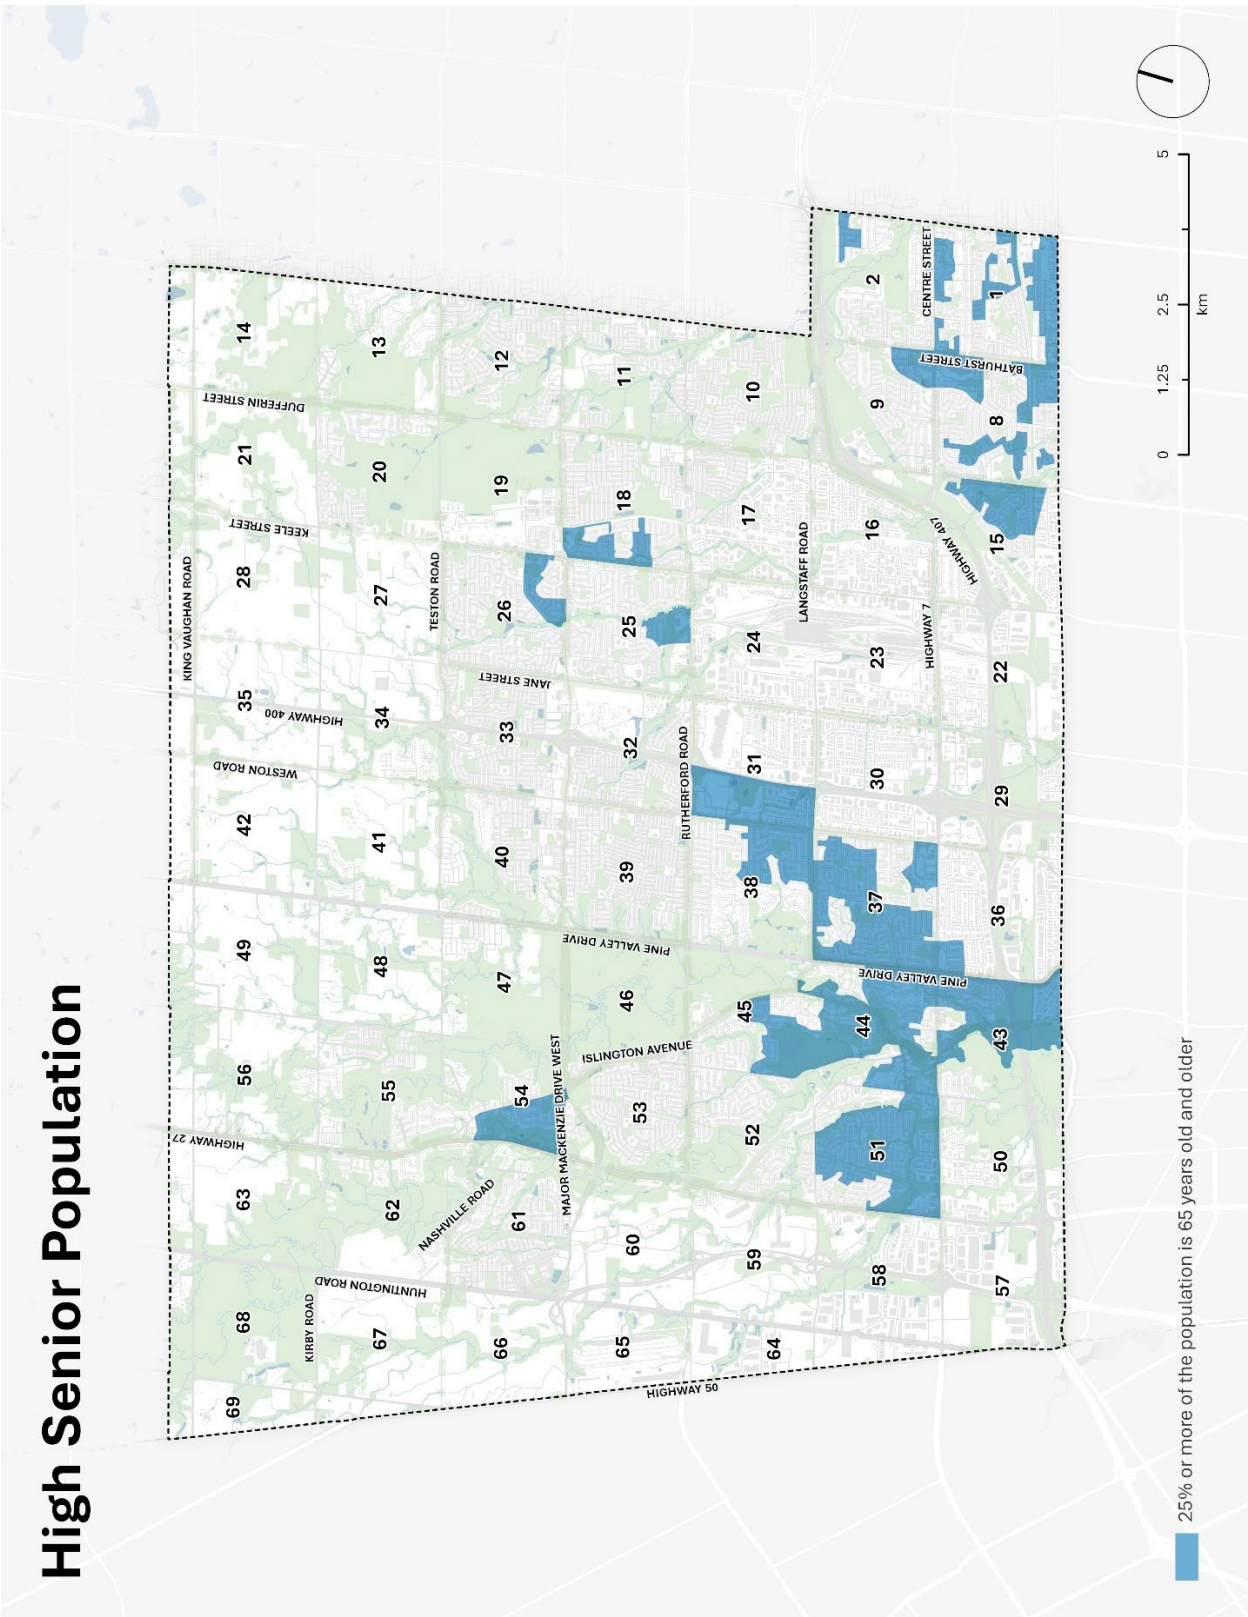 High Senior Population
KING VAUGHAN ROAD
HIGHWAY 27
69
68
63
56
49
42
35
28
21
14
WESTON ROAD
HIGHWAY 400
KEELE STREET
DUFFERIN STREET
KIRBY ROAD
HUNTINGTON ROAD
67
62
55
48
41
34
27
20
13
TESTON ROAD
NASHVILLE ROAD
66
61
54
47
40
33
26
19
12
JANE STREET
MAJOR MACKENZIE DRIVE WEST
PINE VALLEY DRIVE
65
60
53
46
39
32
25
18
11
ISLINGTON AVENUE
HIGHWAY 50
RUTHERFORD ROAD
64
59
52
45
38
31
24
17
10
LANGSTAFF ROAD
58
51
44
37
30
23
16
9
2
PINE VALLEY DRIVE
HIGHWAY 7
CENTRE STREET
HIGHWAY 407
BATHURST STREET
57
50
43
36
29
22
15
8
1
25% or more of the population is 65 years old and older
0 1.25 2.5 5
km